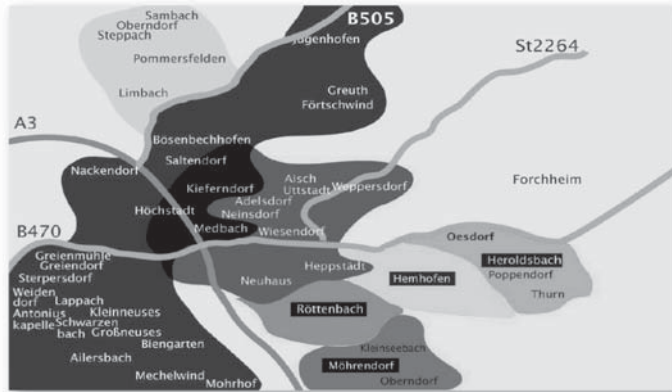 Sambach
Oberndorf
Steppach
Pommersfelden
Limbach
B505
Jugenhofen
St2264
Greuth
Förtschwind
A3
Bösenbechhofen
Saltendorf
Nackendorf
Kieferndorf
Aisch
Uttstadt
Weppersdorf
Forchheim
Adelsdorf
Neinsdorf
Höchstadt
Medbach
Wiesendorf
B470
Oesdorf
Greienmühle
Greiendorf
Sterpersdorf
Heppstädt
Heroldsbach
Neuhaus
Hemhofen
Poppendorf
Weiden
dorf
Lappach
Thurn
Antonius
kapelle
Kleinneuses
Röttenbach
Schwarzen
bach
Großneuses
Biengarten
Kleinseebach
Ailersbach
Möhrendorf
Mechelwind
Mohrhof
Oberndorf